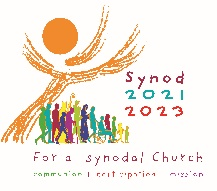 Synod
2021
2023
For a synodal Church
communion | participation | mission